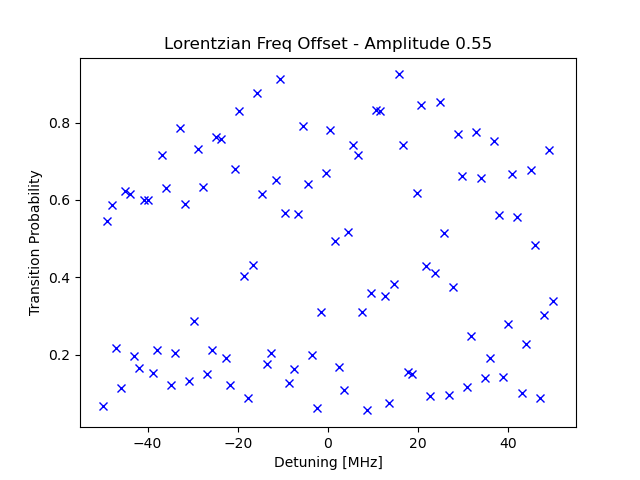 Lorentzian Freq Offset - Amplitude 0.55
Transition Probability
0.8
0.6
0.4
0.2
−40 −20 0 20 40
Detuning [MHz]